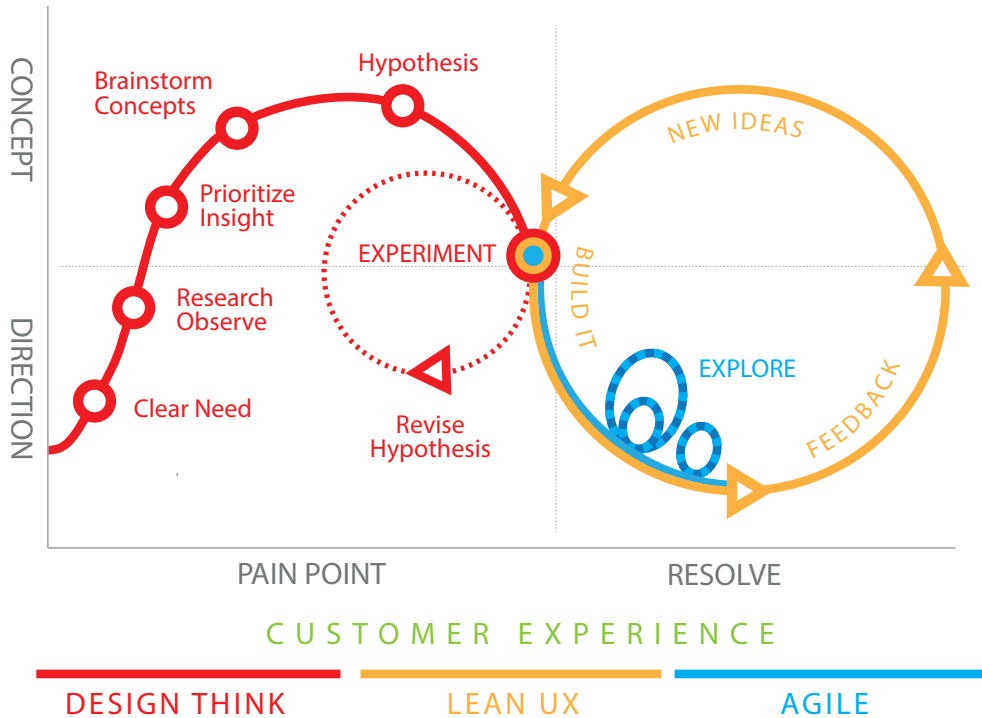 CONCEPT
DIRECTION
Hypothesis
Brainstorm
Concepts
Prioritize
Insight
EXPERIMENT
Research
Observe
Clear Need
Revise
Hypothesis
NEW IDEAS
BUILD IT
EXPLORE
FEEDBACK
PAIN POINT
RESOLVE
CUSTOMER EXPERIENCE
DESIGN THINK
LEAN UX
AGILE